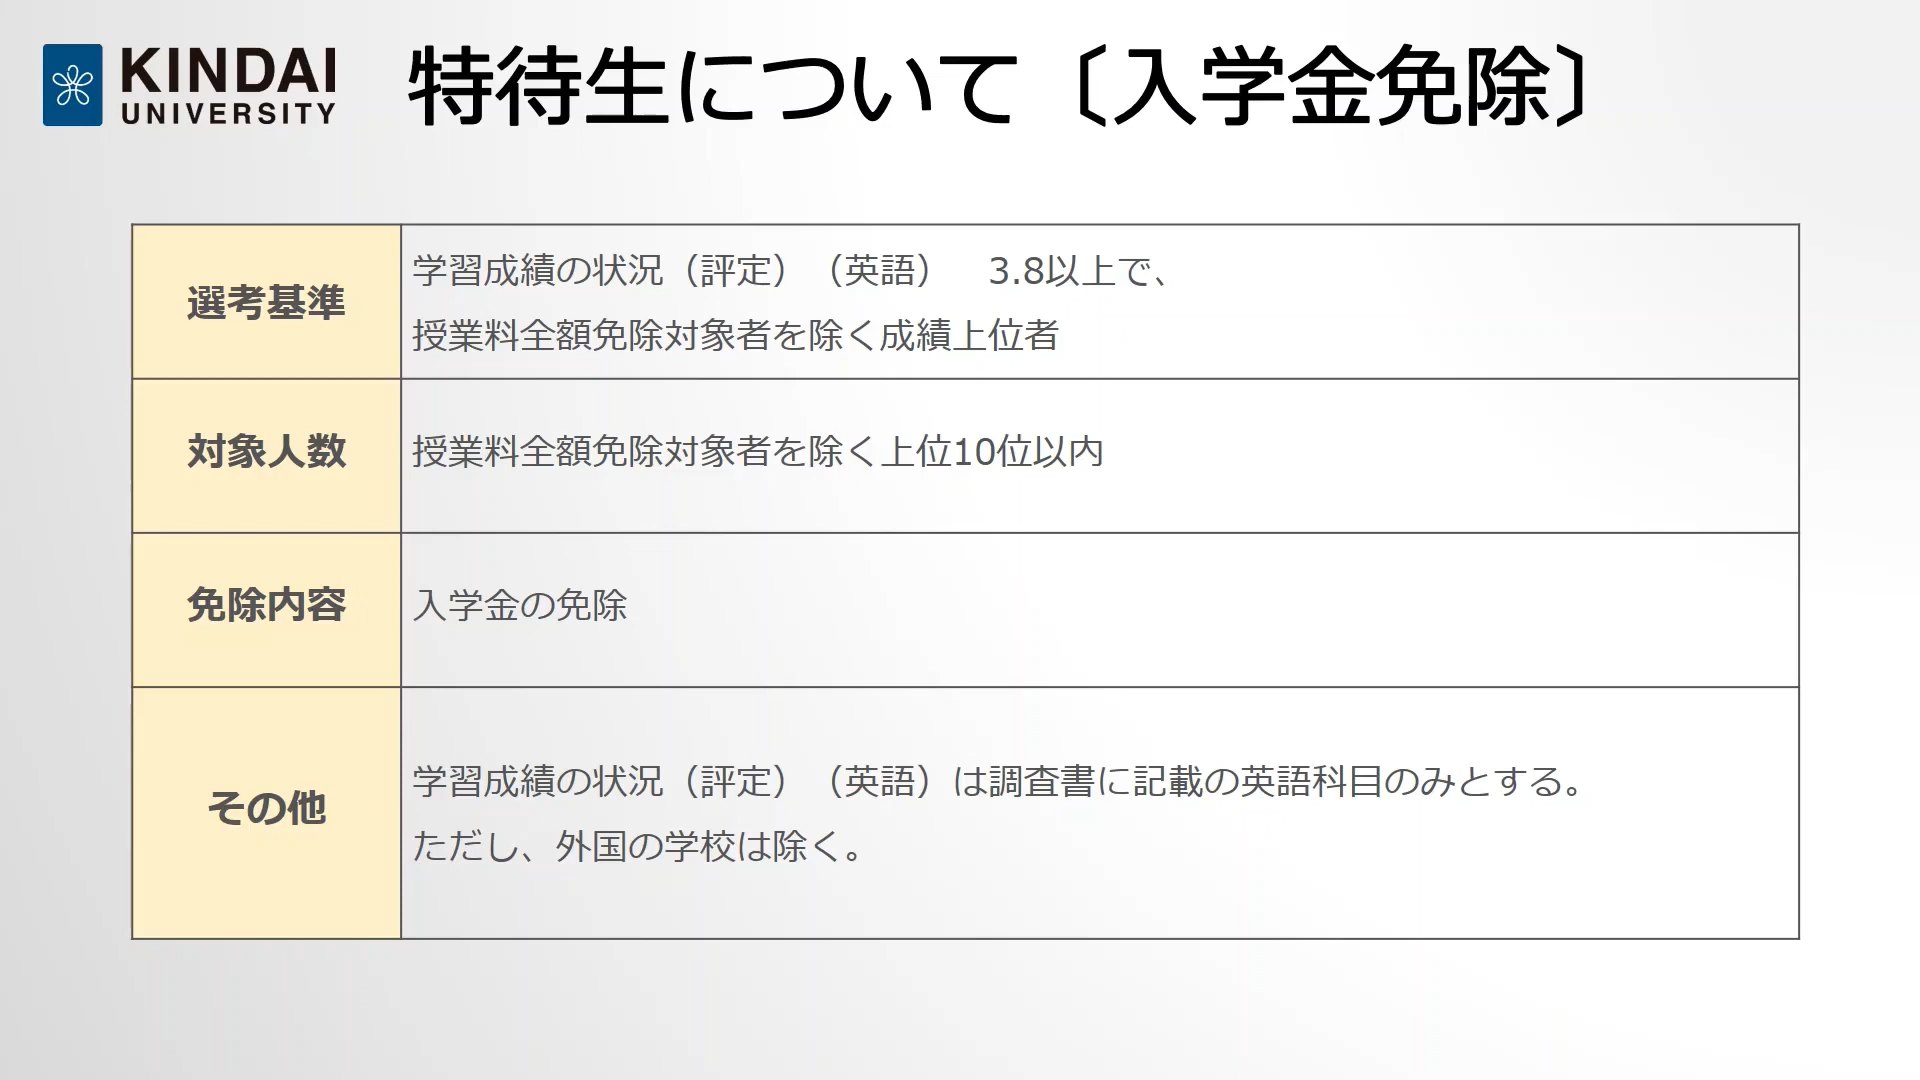 KINDAI
UNIVERSITY
特待生について〔入学金免除〕
選考基準
学習成績の状況（評定）（英語）　3.8以上で、
授業料全額免除対象者を除く成績上位者
対象人数
授業料全額免除対象者を除く上位10位以内
免除内容
入学金の免除
その他
学習成績の状況（評定）（英語）は調査書に記載の英語科目のみとする。
ただし、外国の学校は除く。